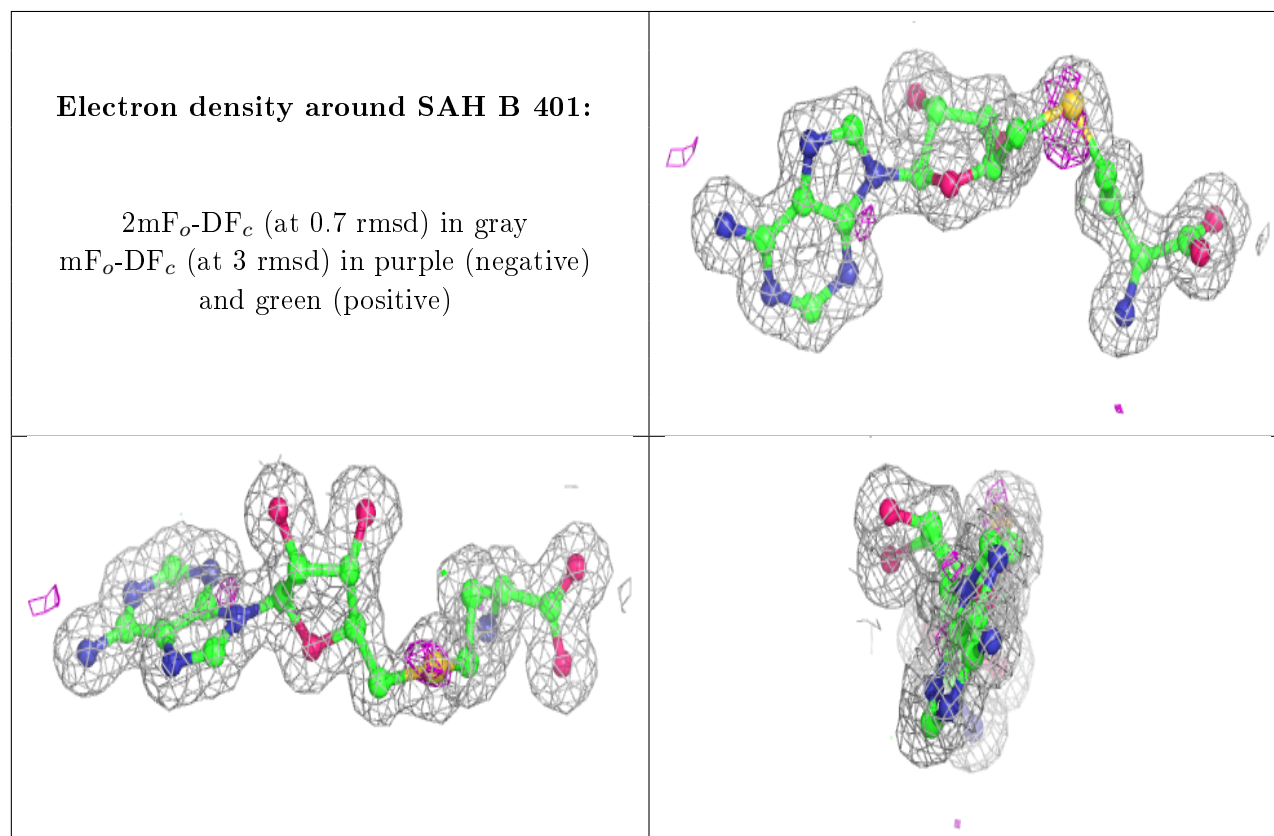 Electron density around SAH B 401:
2mFo-DFc (at 0.7 rmsd) in gray
mFo-DFc (at 3 rmsd) in purple (negative)
and green (positive)